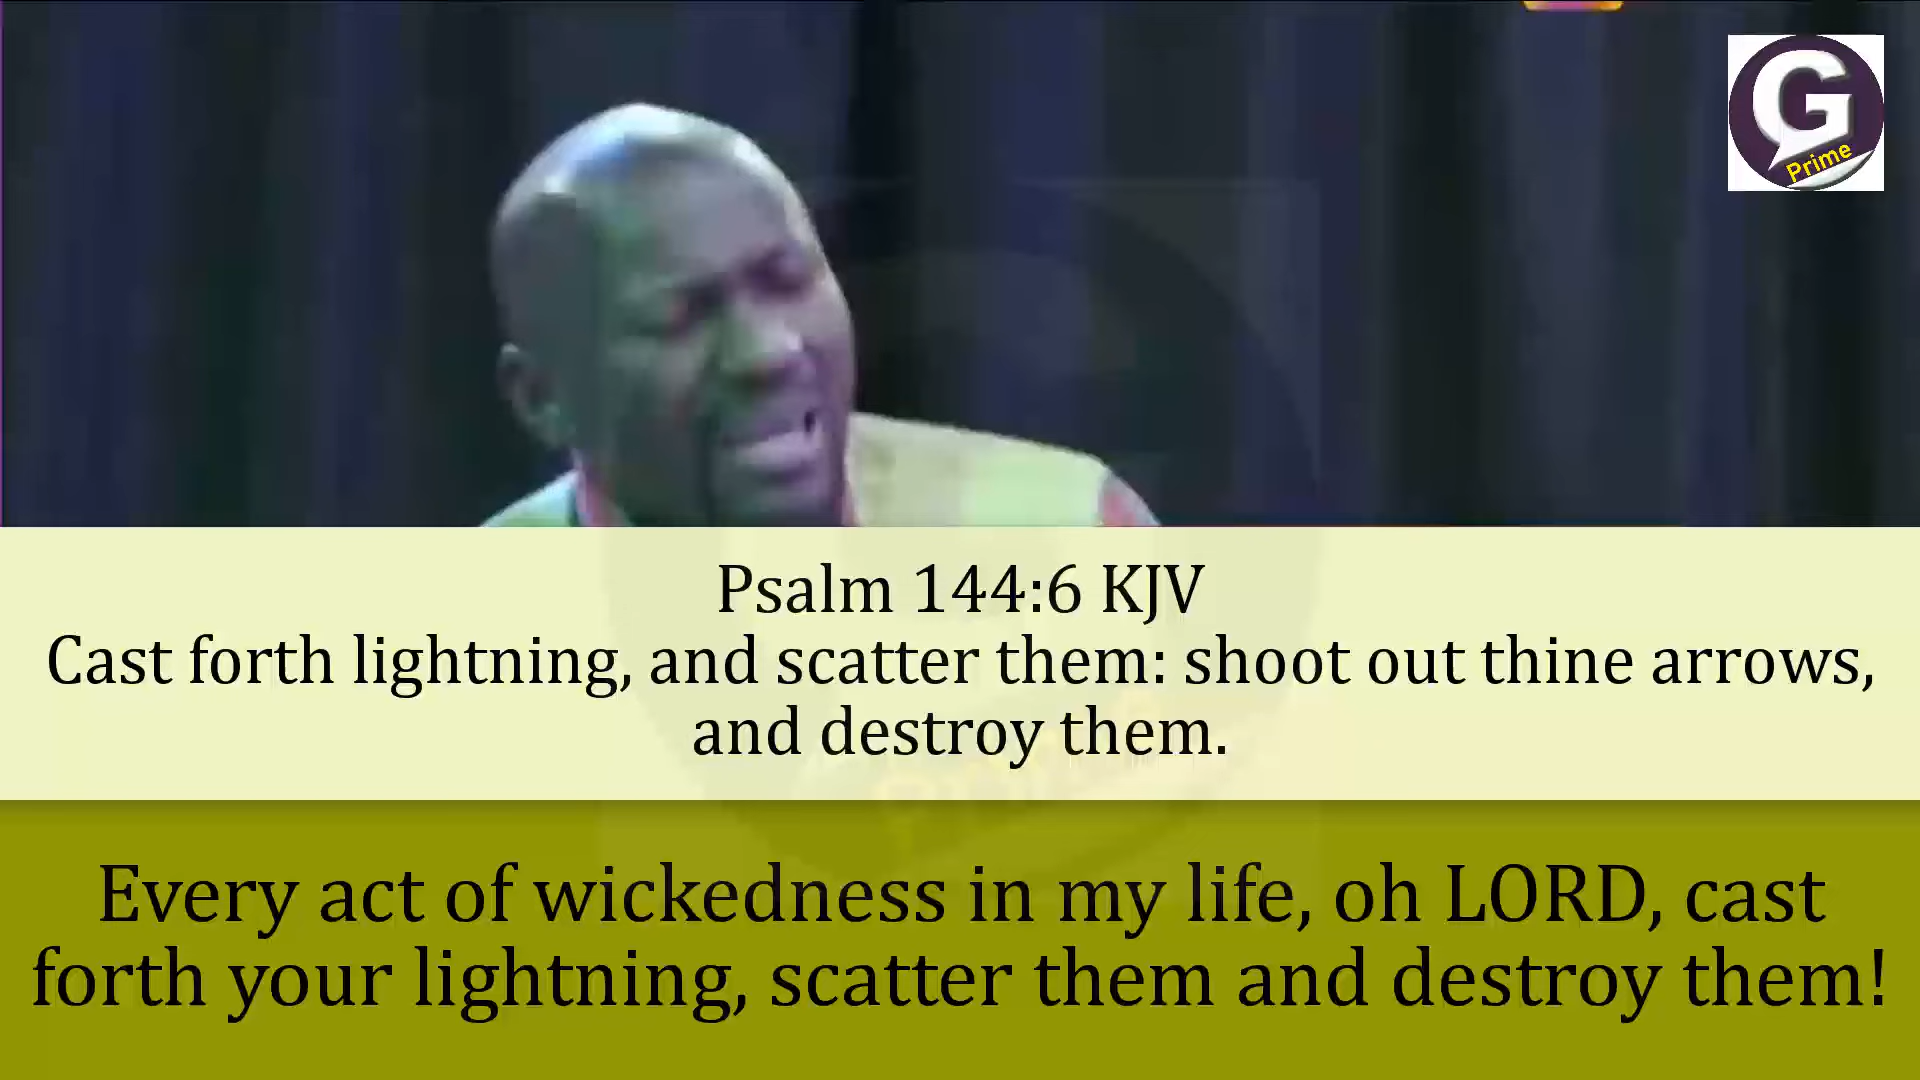 G
Prime
Psalm 144:6 KJV
Cast forth lightning, and scatter them: shoot out thine arrows,
and destroy them.
Every act of wickedness in my life, oh LORD, cast
forth your lightning, scatter them and destroy them!